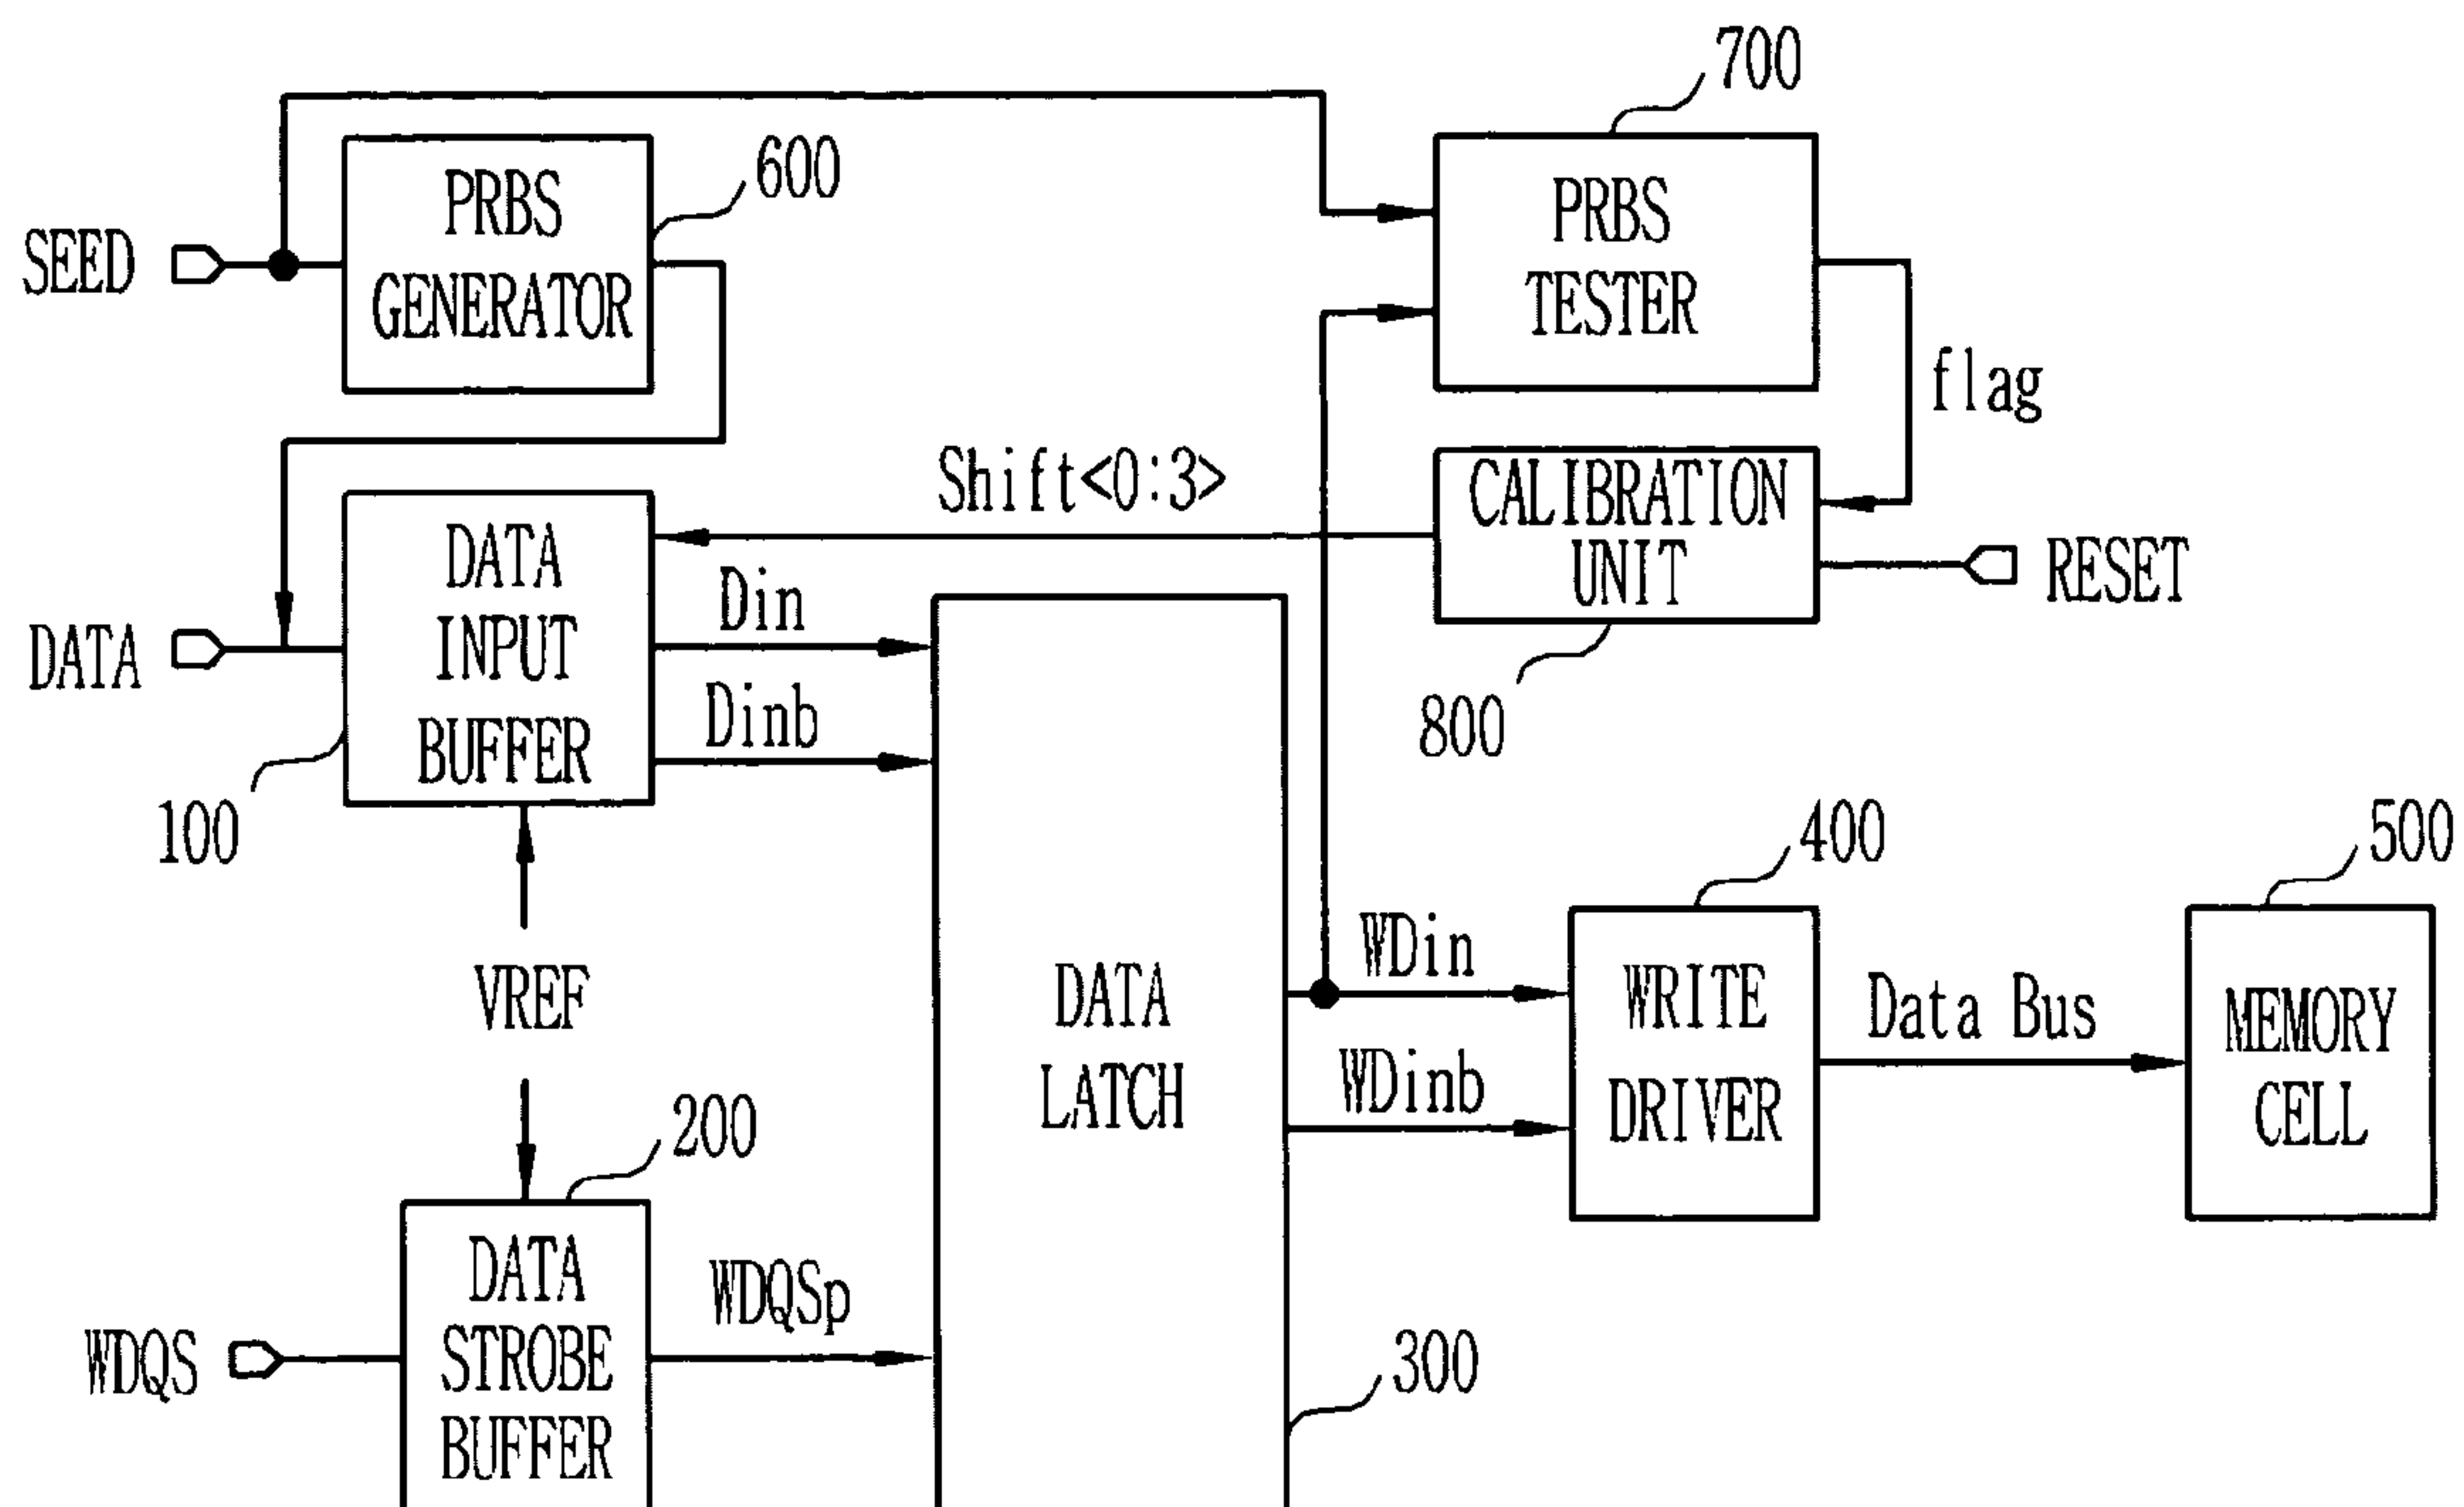 700
PRBS
GENERATOR
600
PRBS
TESTER
SEED
flag
Shift<0:3>
CALIBRATION
UNIT
RESET
DATA
DATA
INPUT
BUFFER
Din
Dinb
100
800
400
500
VREF
DATA
LATCH
WDin
WDinb
WRITE
DRIVER
Data Bus
MEMORY
CELL
200
WDQS
DATA
STROBE
BUFFER
WDQSp
300